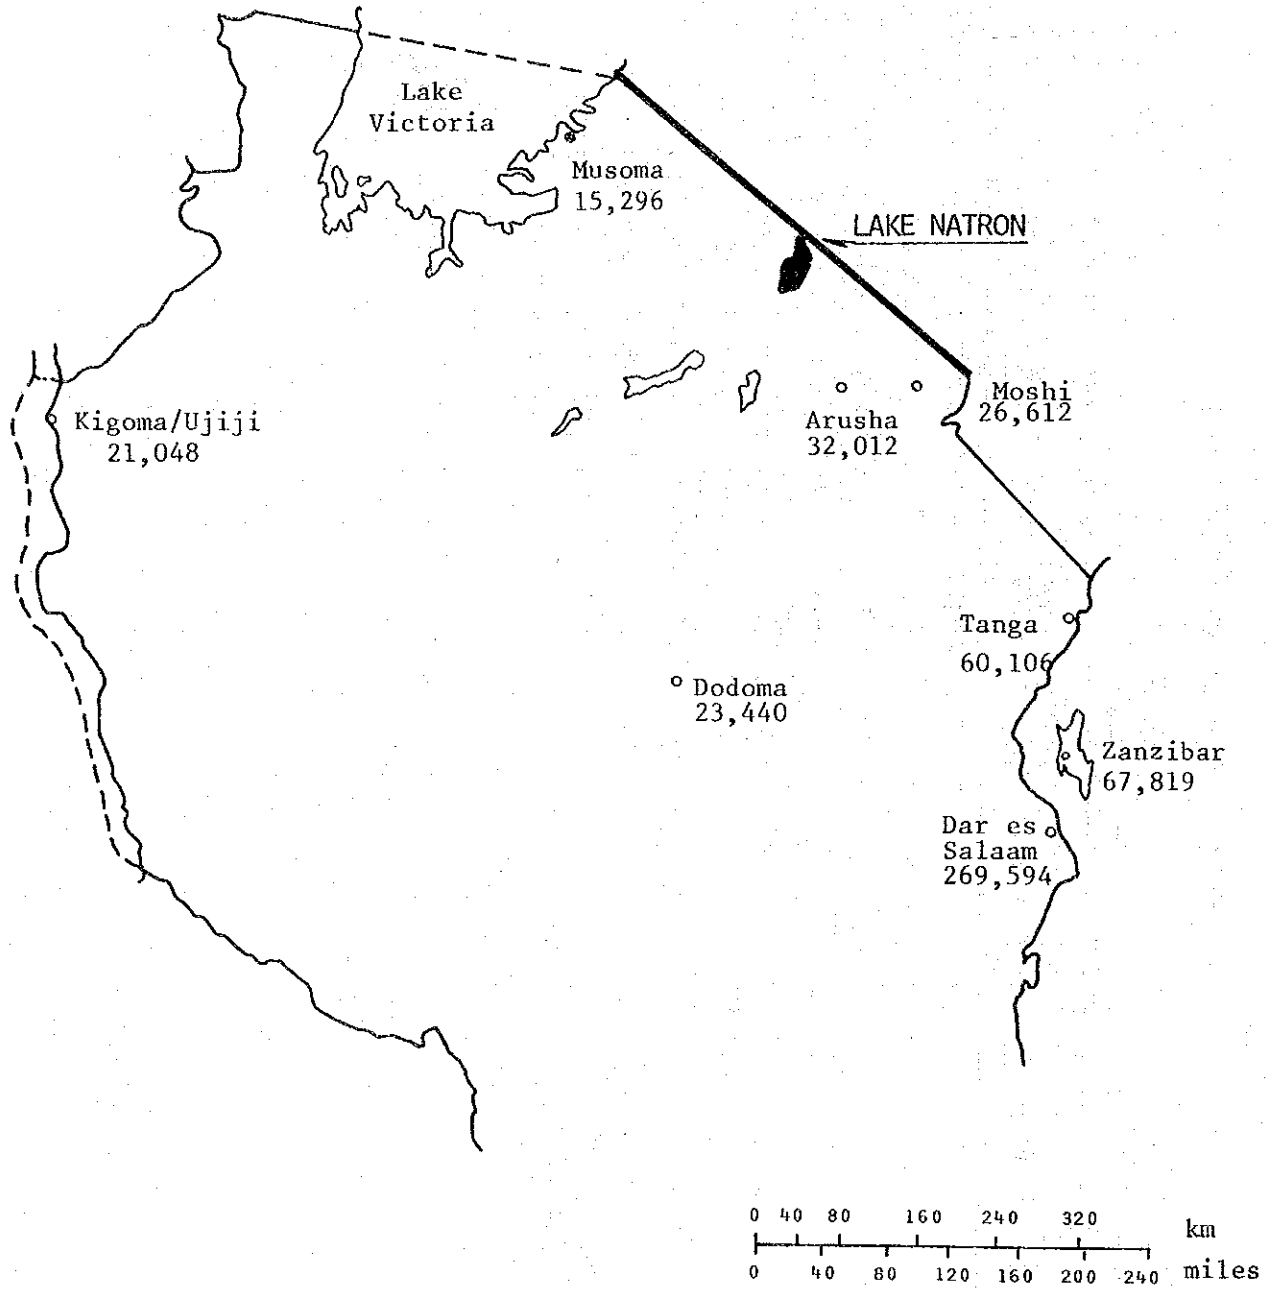 Lake
Victoria
Musoma
15,296
LAKE NATRON
Kigoma/Ujiji
21,048
Arusha
32,012
Moshi
26,612
Tanga
60,106
Dodoma
23,440
Zanzibar
67,819
Dar es
Salaam
269,594
0 40 80 160 240 320 km
0 40 80 120 160 200 240 miles